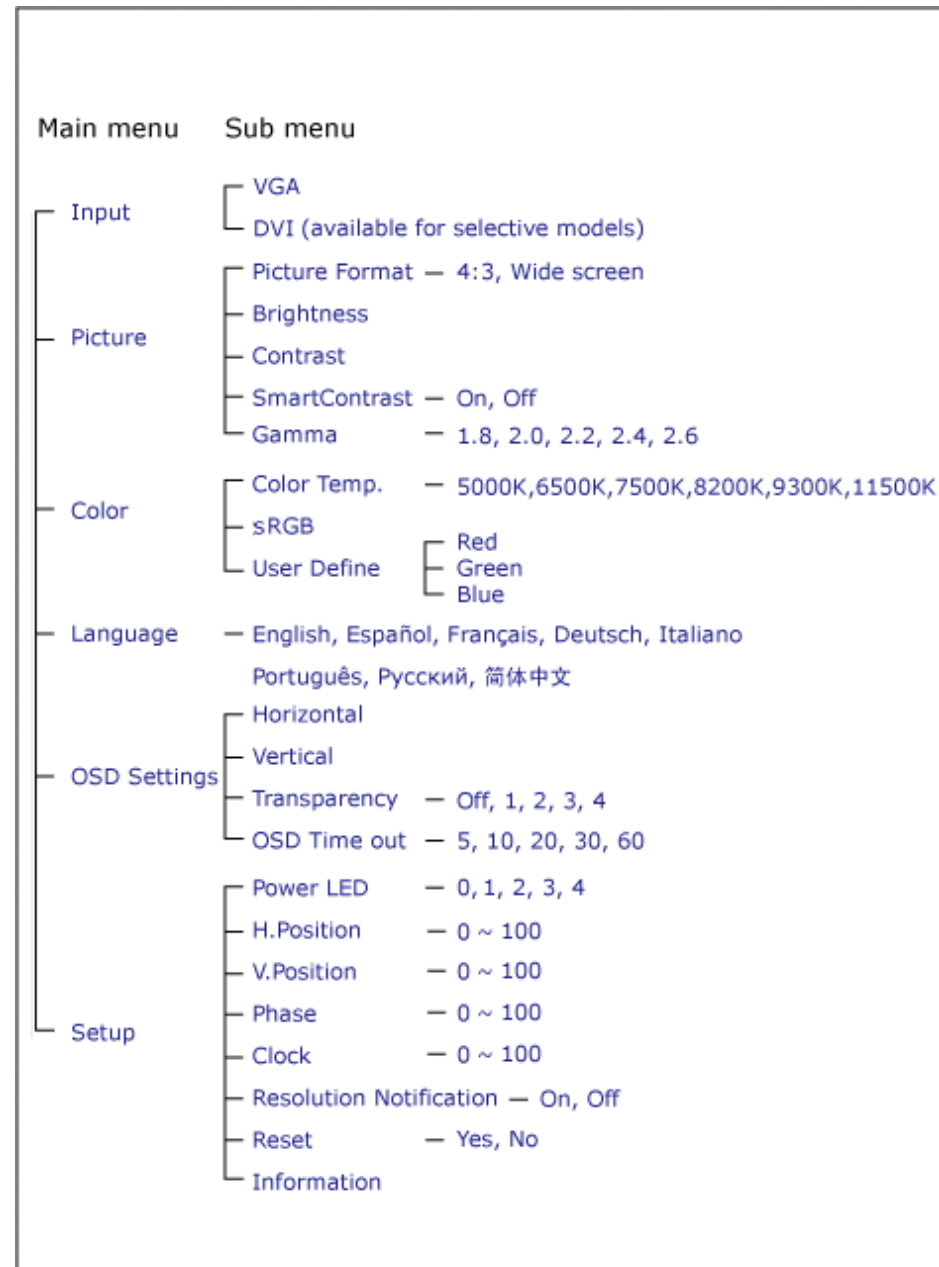 Main menu Sub menu
VGA
Input
DVI (available for selective models)
Picture Format — 4:3, Wide screen
Brightness
Picture
Contrast
SmartContrast — On, Off
Gamma — 1.8, 2.0, 2.2, 2.4, 2.6
Color Temp. — 5000K,6500K,7500K,8200K,9300K,11500K
Color
sRGB
Red
User Define Green
Blue
Language — English, Español, Français, Deutsch, Italiano
Português, Русский, 简体中文
Horizontal
Vertical
OSD Settings
Transparency — Off, 1, 2, 3, 4
OSD Time out — 5, 10, 20, 30, 60
Power LED — 0, 1, 2, 3, 4
H.Position — 0 ~ 100
V.Position — 0 ~ 100
Phase — 0 ~ 100
Setup
Clock — 0 ~ 100
Resolution Notification — On, Off
Reset — Yes, No
Information